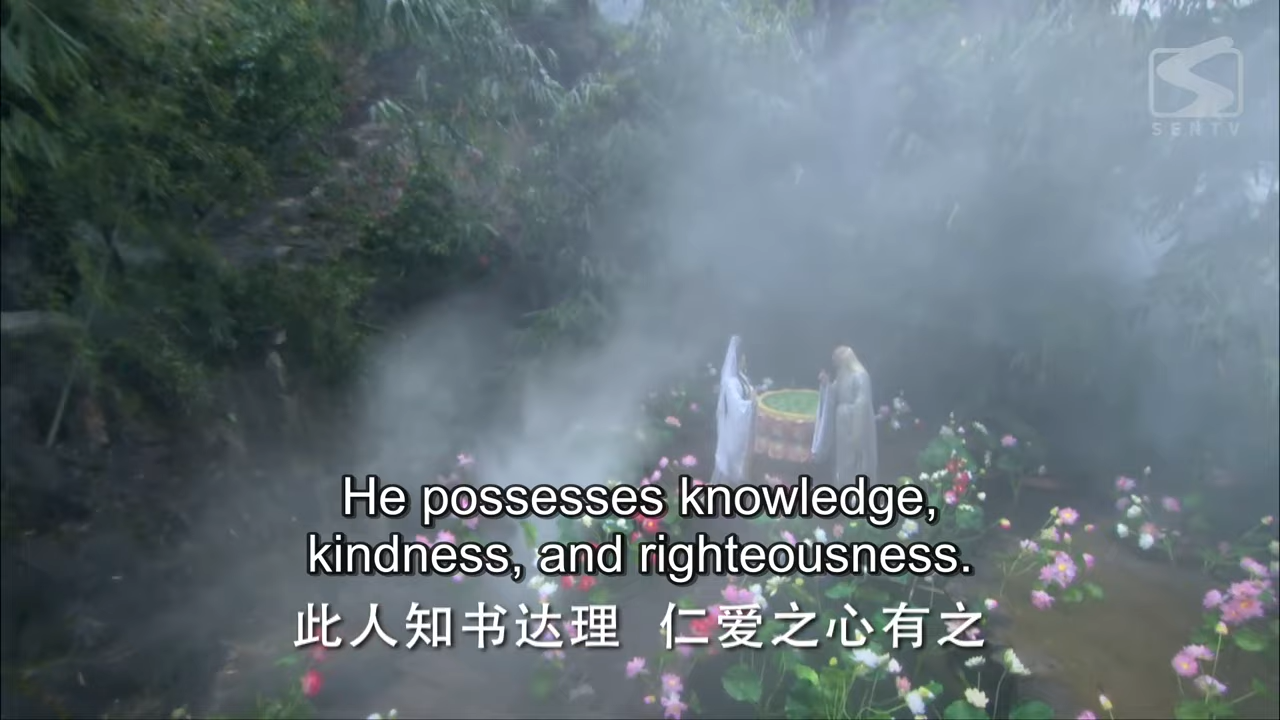 SENTV
He possesses knowledge,
kindness, and righteousness.
此人知书达理 仁爱之心有之